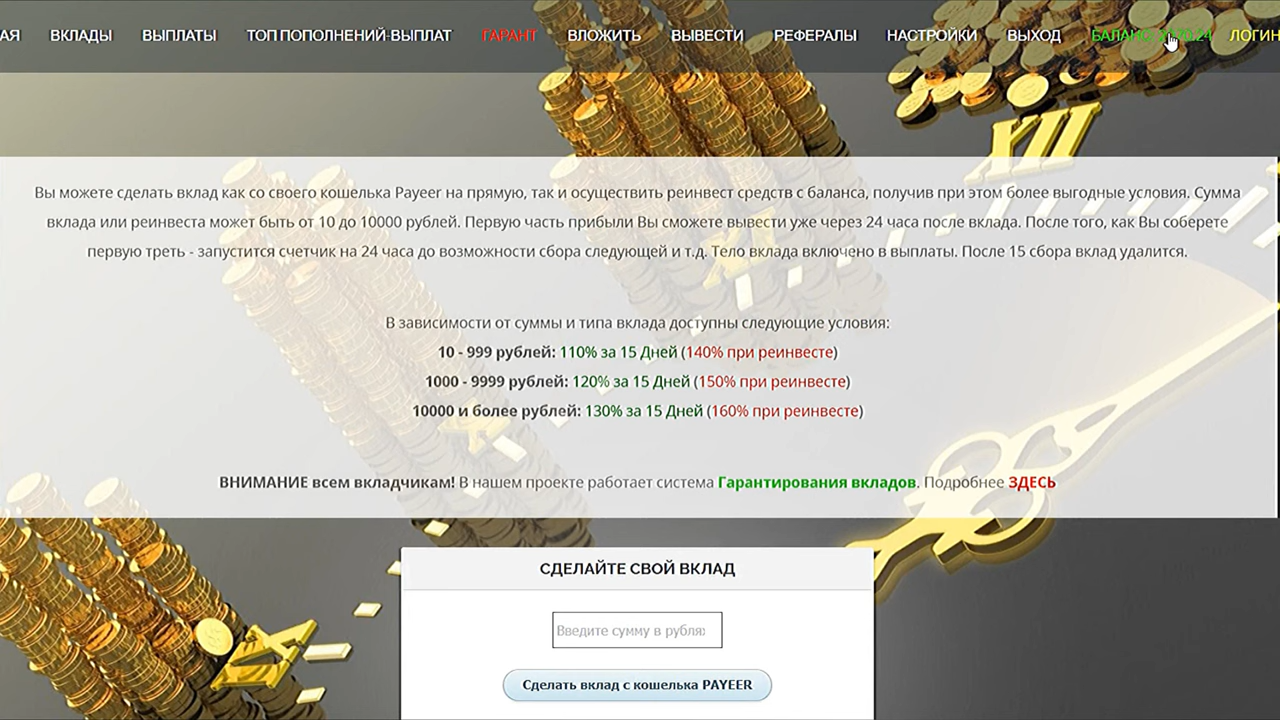 АЯ ВКЛАДЫ ВЫПЛАТЫ ТОП ПОПОЛНЕНИЙ-ВЫПЛАТ ГАРАНТ ВЛОЖИТЬ ВЫВЕСТИ РЕФЕРАЛЫ НАСТРОЙКИ ВЫХОД БАЛАНС ЛОГИН
Вы можете сделать вклад как со своего кошелька Payeer на прямую, так и осуществить реинвест средств с баланса, получив при этом более выгодные условия. Сумма
вклада или реинвеста может быть от 10 до 10000 рублей. Первую часть прибыли Вы сможете вывести уже через 24 часа после вклада. После того, как Вы соберете
первую треть - запустится счетчик на 24 часа до возможности сбора следующей и т.д. Тело вклада включено в выплаты. После 15 сбора вклад удалится.
В зависимости от суммы и типа вклада доступны следующие условия:
10 - 999 рублей: 110% за 15 Дней (140% при реинвесте)
1000 - 9999 рублей: 120% за 15 Дней (150% при реинвесте)
10000 и более рублей: 130% за 15 Дней (160% при реинвесте)
ВНИМАНИЕ всем вкладчикам! В нашем проекте работает система Гарантирования вкладов. Подробнее ЗДЕСЬ
СДЕЛАЙТЕ СВОЙ ВКЛАД
Введите сумму в рублях
Сделать вклад с кошелька PAYEER
XII